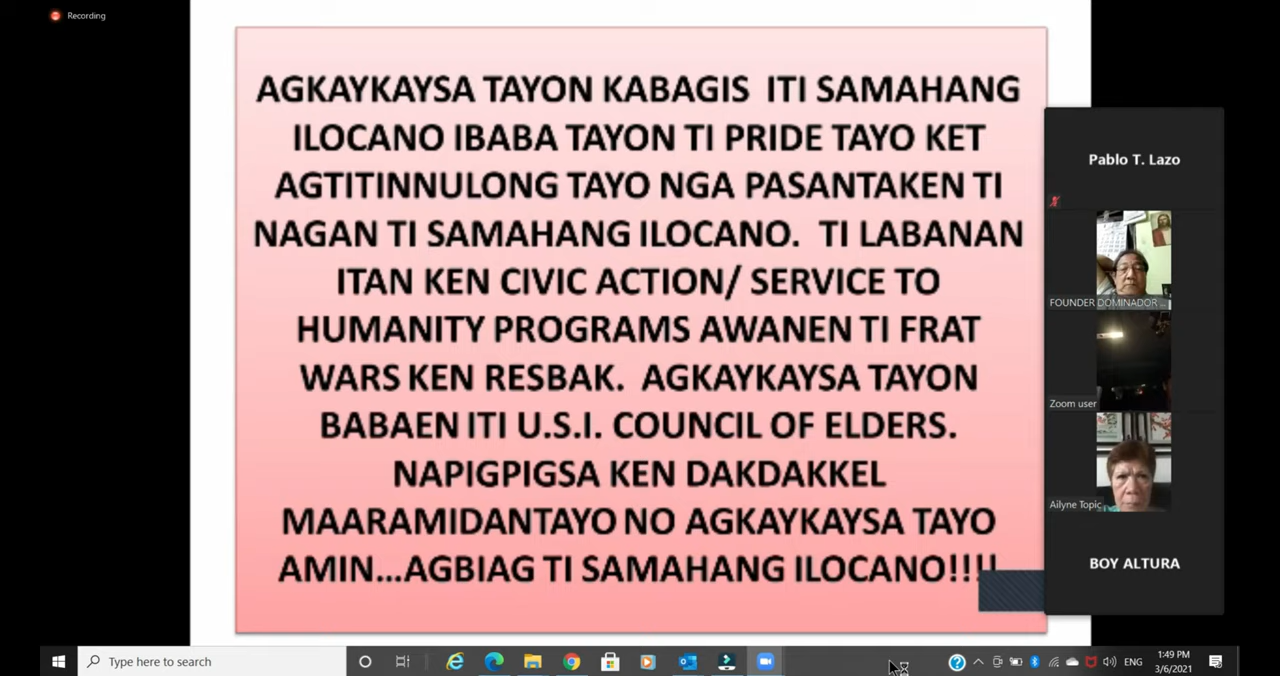 Recording
AGKAYKAYSA TAYON KABAGIS ITI SAMAHANG
ILOCANO IBABA TAYON TI PRIDE TAYO KET
AGTITINNULONG TAYO NGA PASANTAKEN TI
NAGAN TI SAMAHANG ILOCANO. TI LABANAN
ITAN KEN CIVIC ACTION/ SERVICE TO
HUMANITY PROGRAMS AWANEN TI FRAT
WARS KEN RESBAK. AGKAYKAYSA TAYON
BABAEN ITI U.S.I. COUNCIL OF ELDERS.
NAPIGPIGSA KEN DAKDAKKEL
MAARAMIDANTAYO NO AGKAYKAYSA TAYO
AMIN...AGBIAG TI SAMAHANG ILOCANO!!!!
Pablo T. Lazo
FOUNDER DOMINADOR ...
Zoom user
Ailyne Topic
BOY ALTURA
Type here to search
ENG
1:49 PM
3/6/2021